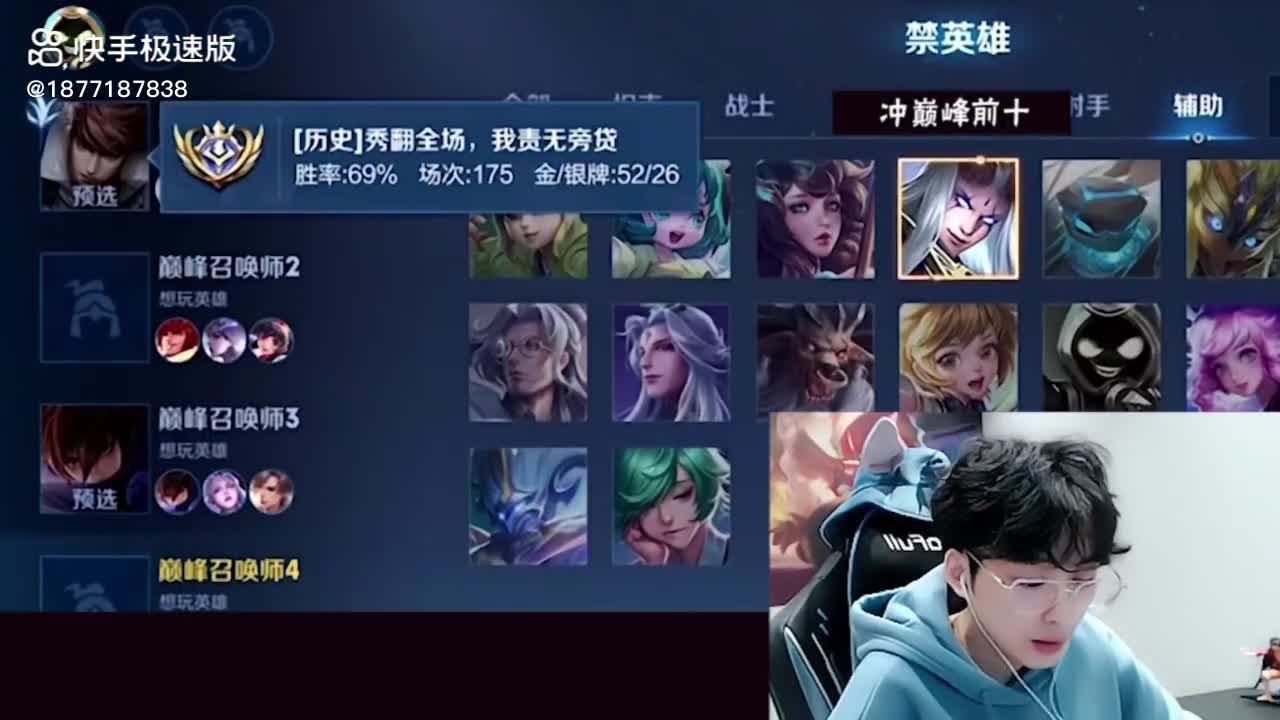 快手极速版
@1877187838
禁英雄
战士
冲巅峰前十
射手
辅助
[历史]秀翻全场，我责无旁贷
胜率:69% 场次:175 金/银牌:52/26
预选
巅峰召唤师2
想玩英雄
巅峰召唤师3
想玩英雄
预选
巅峰召唤师4
想玩英雄